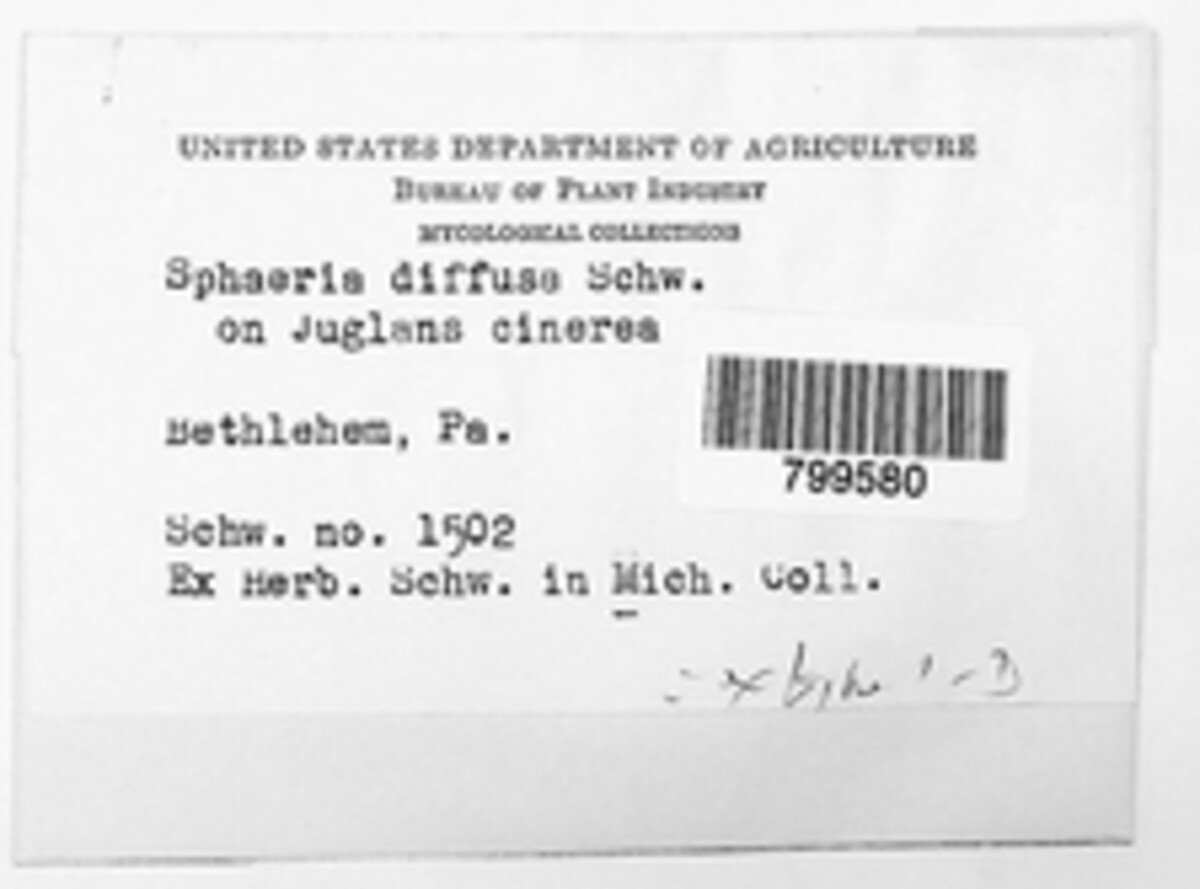 UNITED STATES DEPARTMENT OF AGRICULTURE
BUREAU OF PLANT INDUSTRY
MYCOLOGICAL COLLECTIONS
Sphaeria diffusa Schw.
on Juglans cinerea
Bethlehem, Pa.
799580
Schw. no. 1502
Ex Herb. Schw. in Mich. Coll.